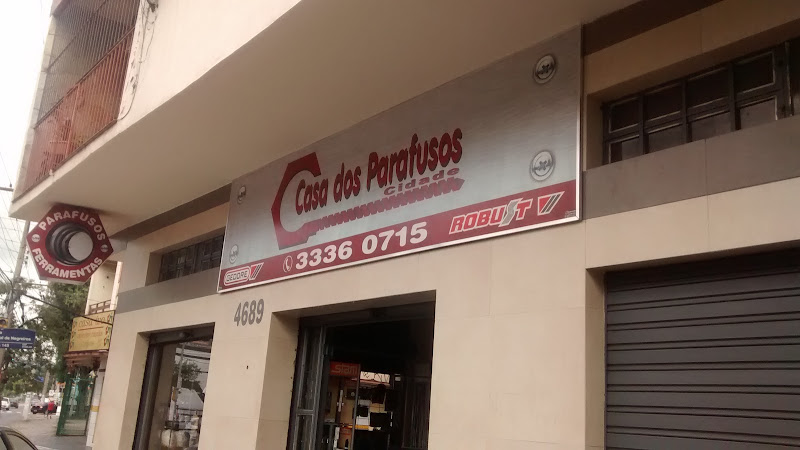 PARAFUSOS
FERRAMENTAS
Casa dos Parafusos
Cidade
GEDORE
3336 0715
ROBUST
4689